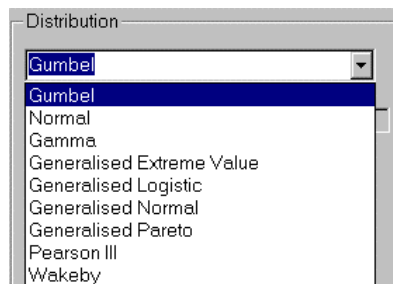 Distribution
Gumbel
Gumbel
Normal
Gamma
Generalised Extreme Value
Generalised Logistic
Generalised Normal
Generalised Pareto
Pearson III
Wakeby